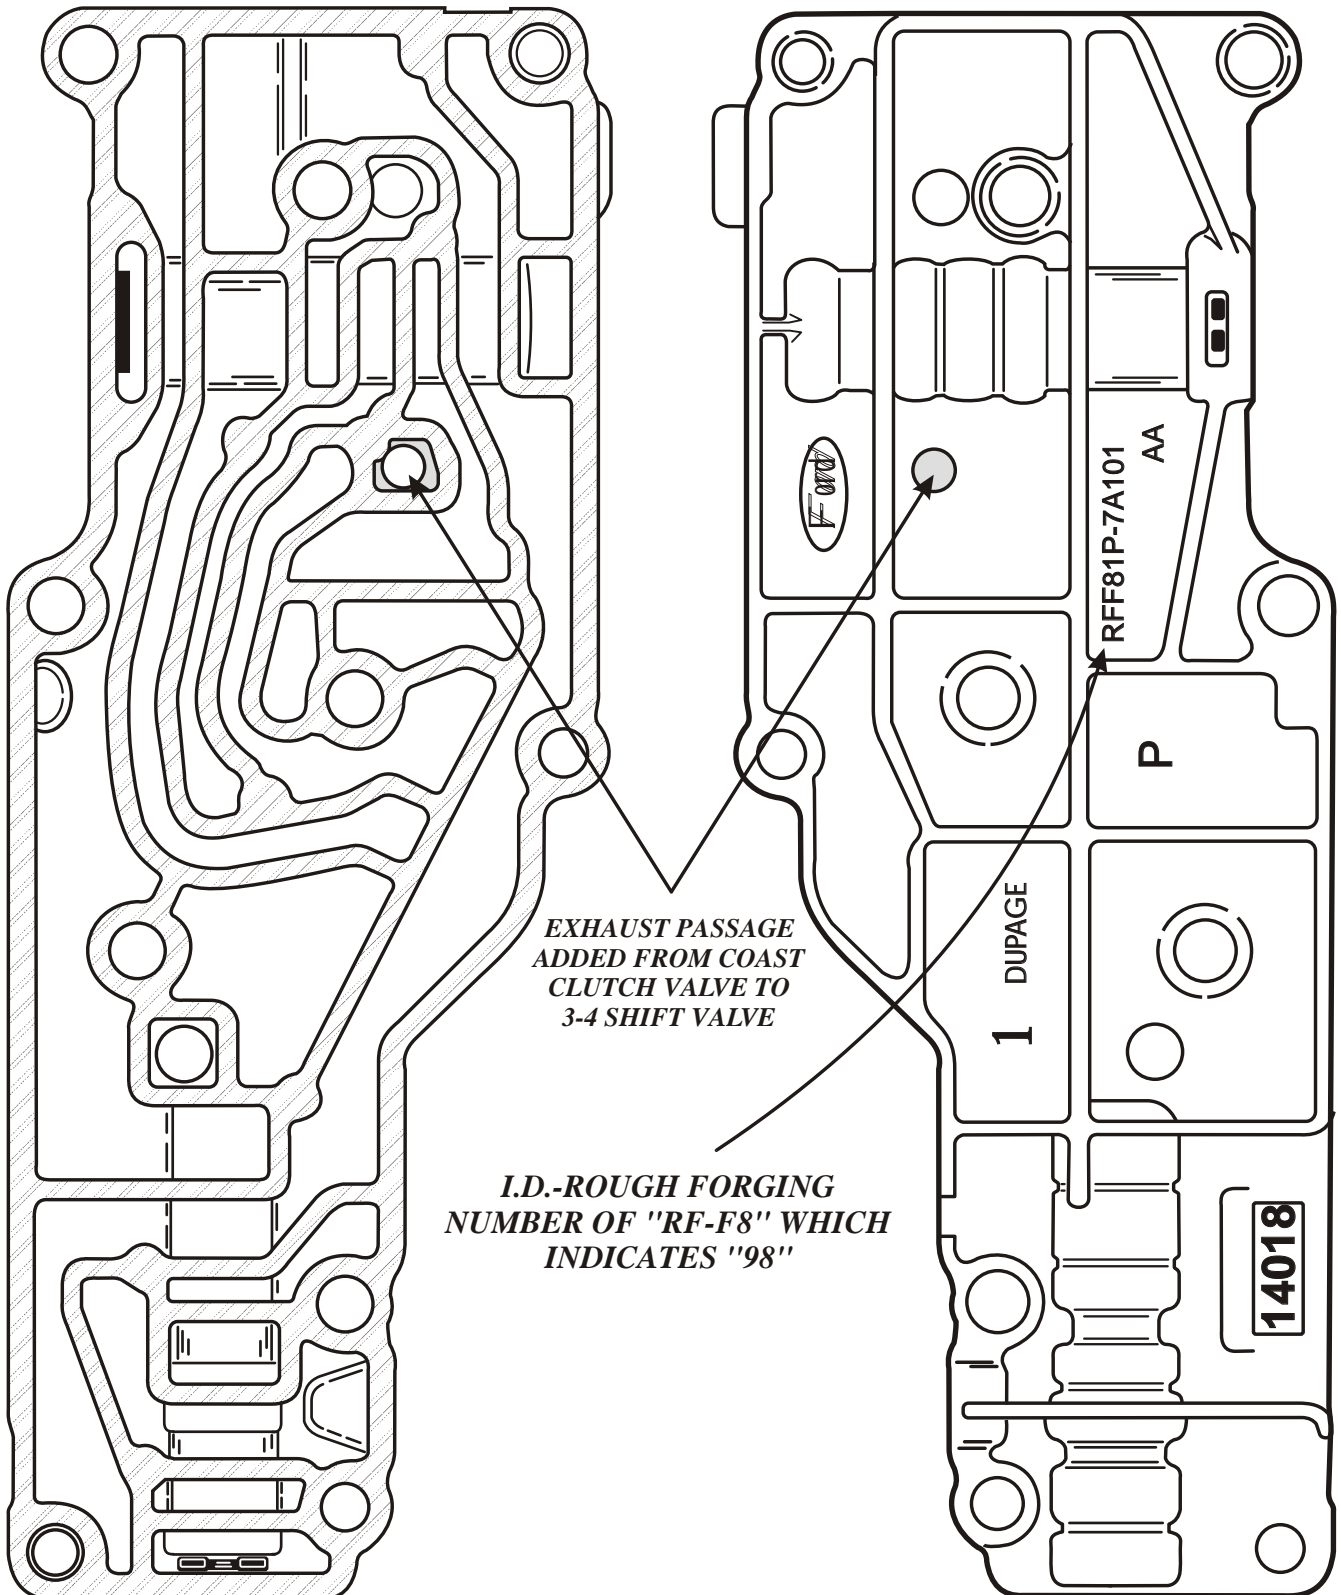 Ford
RFF81P-7A101
AA
P
DUPAGE
1
EXHAUST PASSAGE
ADDED FROM COAST
CLUTCH VALVE TO
3-4 SHIFT VALVE
I.D.-ROUGH FORGING
NUMBER OF "RF-F8" WHICH
INDICATES "98"
14018